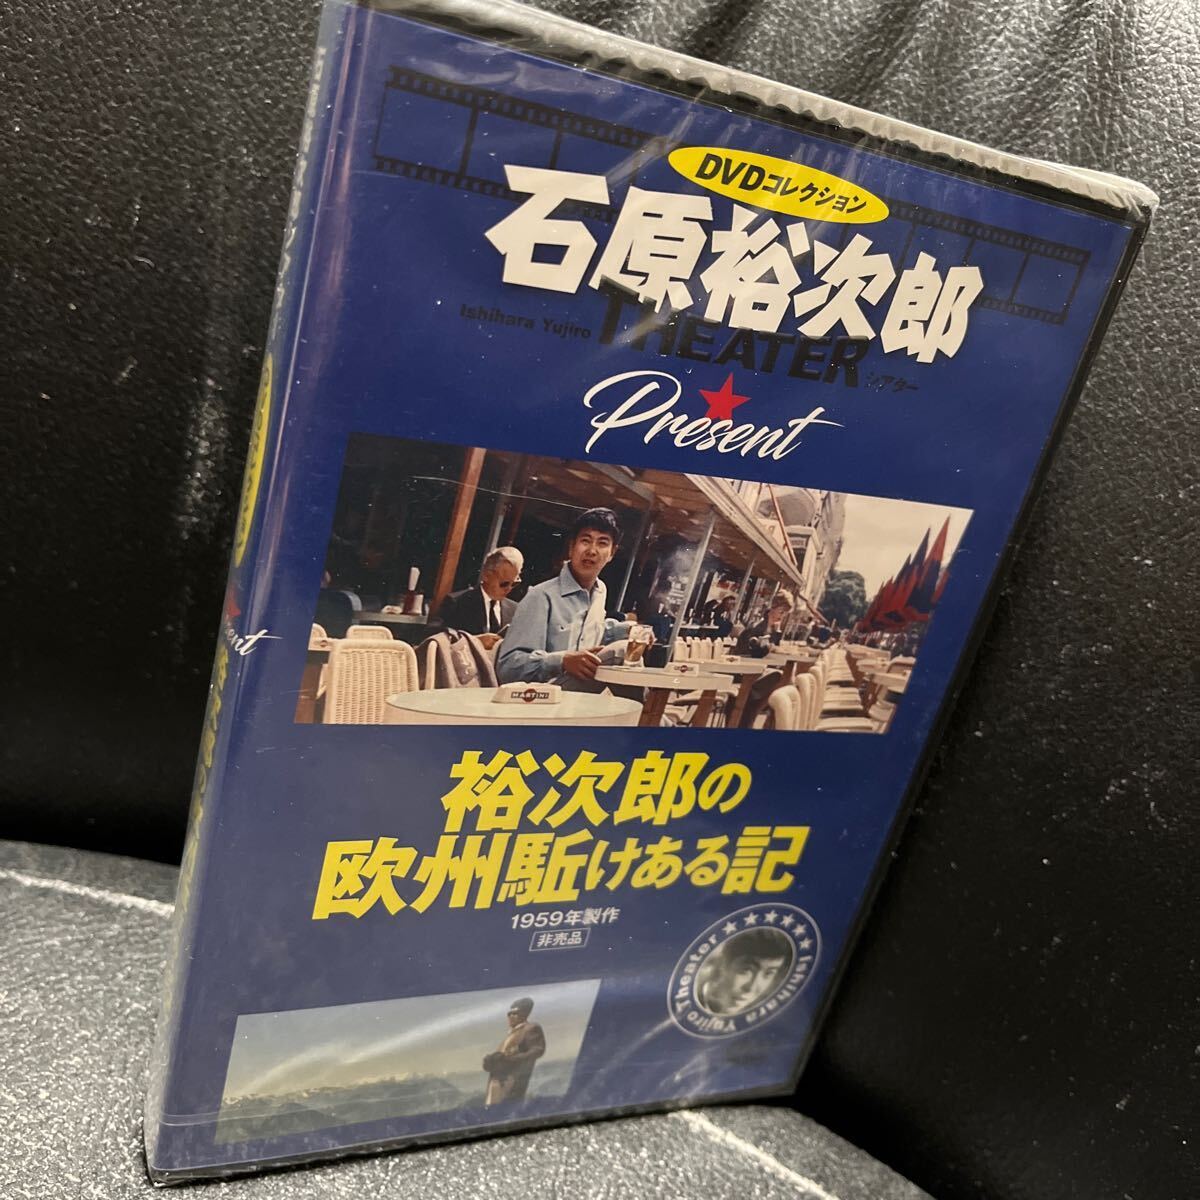 DVDコレクション
石原裕次郎
Ishihara Yujiro THEATER シアター
Present
MARTINI
裕次郎の
欧州駈けある記
1959年製作
非売品
Ishihara Yujiro Theater